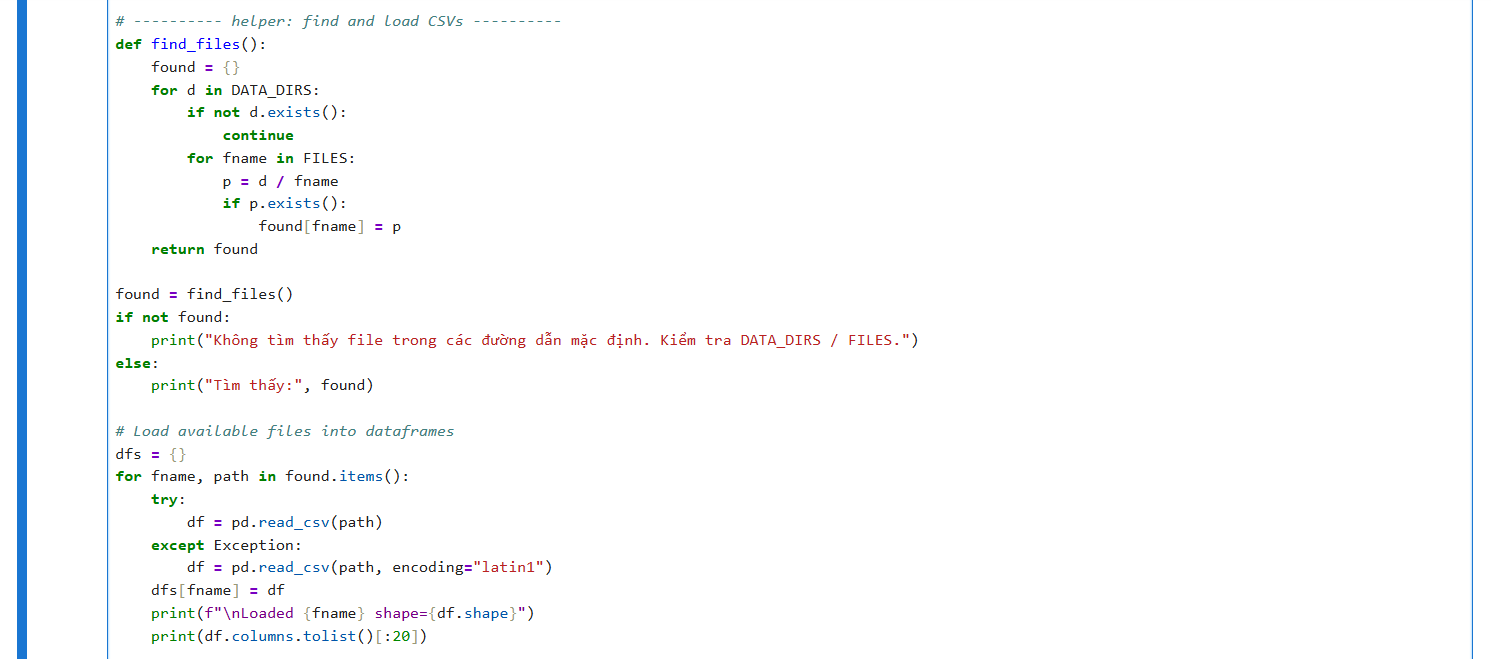 # ---------- helper: find and load CSVs ----------
def find_files():
    found = {}
    for d in DATA_DIRS:
        if not d.exists():
            continue
        for fname in FILES:
            p = d / fname
            if p.exists():
                found[fname] = p
    return found

found = find_files()
if not found:
    print("Không tìm thấy file trong các đường dẫn mặc định. Kiểm tra DATA_DIRS / FILES.")
else:
    print("Tìm thấy:", found)

# Load available files into dataframes
dfs = {}
for fname, path in found.items():
    try:
        df = pd.read_csv(path)
    except Exception:
        df = pd.read_csv(path, encoding="latin1")
    dfs[fname] = df
    print(f"\nLoaded {fname} shape={df.shape}")
    print(df.columns.tolist()[:20])